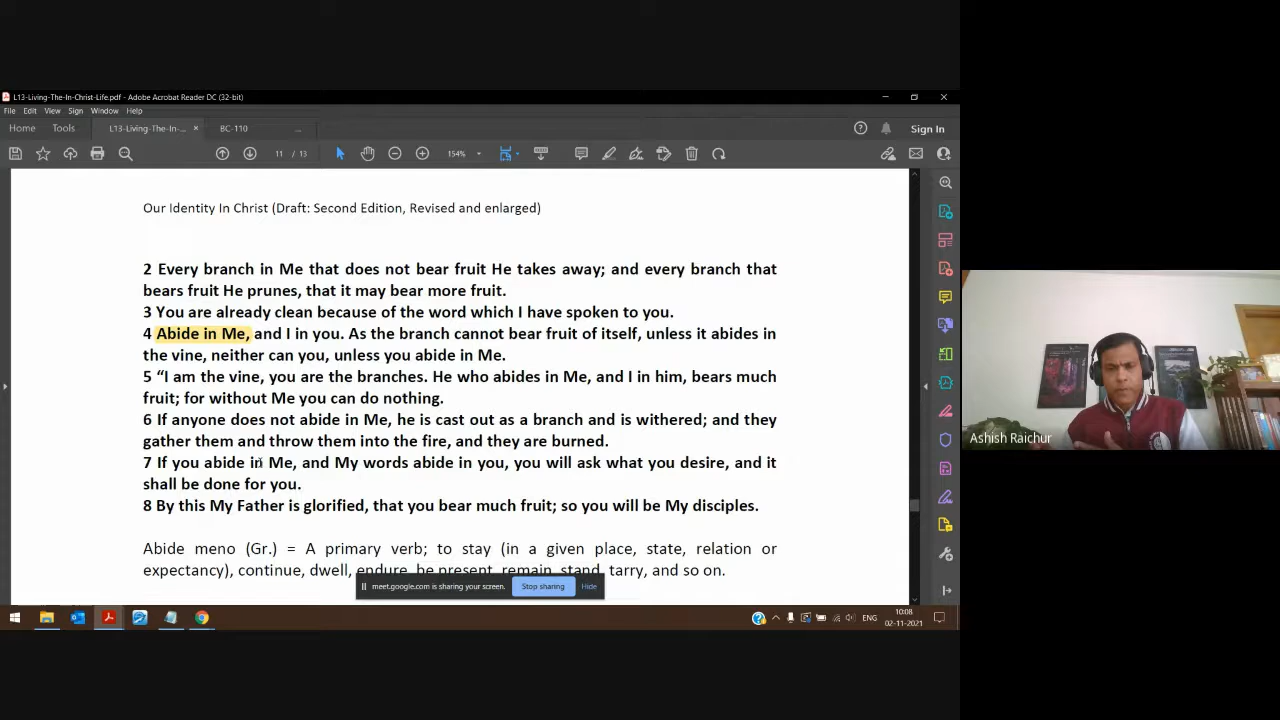 L13-Living-The-In-Christ-Life.pdf - Adobe Acrobat Reader DC (32-bit)
File Edit View Sign Window Help
Home Tools L13-Living-The-In-... × BC-110 ... Sign In
11 / 13 154%
Our Identity In Christ (Draft: Second Edition, Revised and enlarged)
2 Every branch in Me that does not bear fruit He takes away; and every branch that
bears fruit He prunes, that it may bear more fruit.
3 You are already clean because of the word which I have spoken to you.
4 Abide in Me, and I in you. As the branch cannot bear fruit of itself, unless it abides in
the vine, neither can you, unless you abide in Me.
5 “I am the vine, you are the branches. He who abides in Me, and I in him, bears much
fruit; for without Me you can do nothing.
6 If anyone does not abide in Me, he is cast out as a branch and is withered; and they
gather them and throw them into the fire, and they are burned.
7 If you abide in Me, and My words abide in you, you will ask what you desire, and it
shall be done for you.
8 By this My Father is glorified, that you bear much fruit; so you will be My disciples.
Abide meno (Gr.) = A primary verb; to stay (in a given place, state, relation or
expectancy), continue, dwell, endure, be present, remain, stand, tarry, and so on.
meet.google.com is sharing your screen. Stop sharing Hide
Ashish Raichur
ENG
10:08
02-11-2021